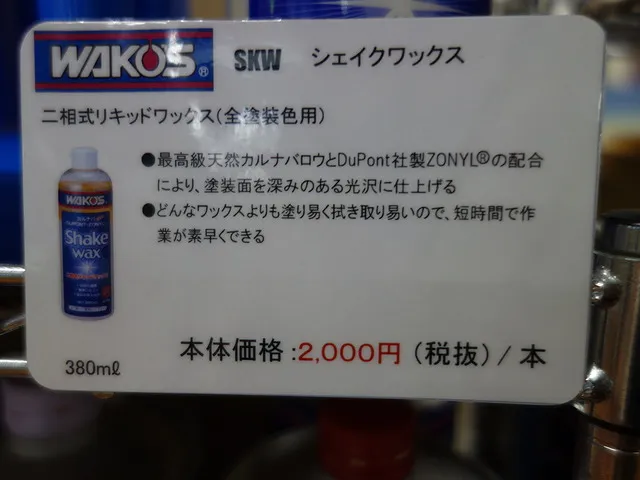 WAKO'S® SKW シェイクワックス
二相式リキッドワックス(全塗装色用)
●最高級天然カルナバロウとDuPont社製ZONYL®の配合
により、塗装面を深みのある光沢に仕上げる
●どんなワックスよりも塗り易く拭き取り易いので、短時間で作
業が素早くできる
WAKO'S
Shake
wax
380mℓ
本体価格:2,000円 (税抜) / 本